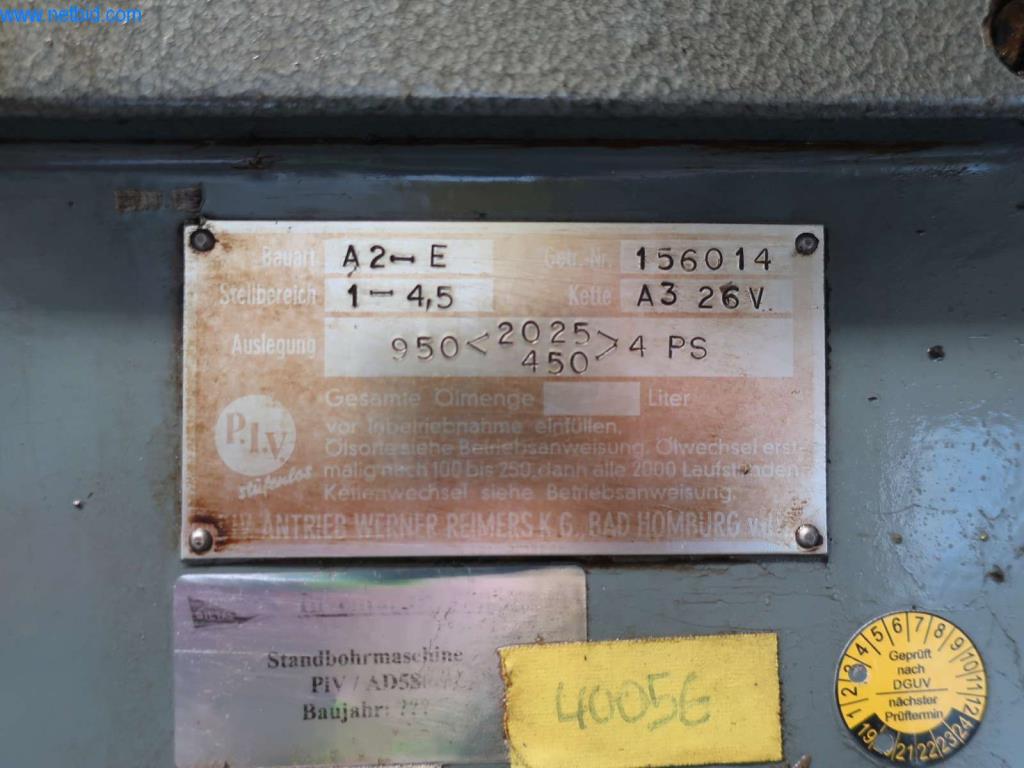 www.netbid.com
Bauart A2-E Getr.-Nr. 156014
Stellbereich 1-4,5 Kette A3 26V
Auslegung 950<2025/450>4 PS
Gesamte Ölmenge Liter
vor Inbetriebnahme einfüllen.
Ölsorte siehe Betriebsanweisung. Ölwechsel erst-
malig nach 100 bis 250, dann alle 2000 Laufstunden
Kettenwechsel siehe Betriebsanweisung.
P.I.V.
stufenlos
ANTRIEB WERNER REIMERS K.G., BAD HOMBURG
Standbohrmaschine
PIV /
Baujahr: ???
40056
1 2 3 4 5 6 7 8 9 10 11 12
Geprüft
nach
DGUV
nächster
Prüftermin
19 21 22 23 24